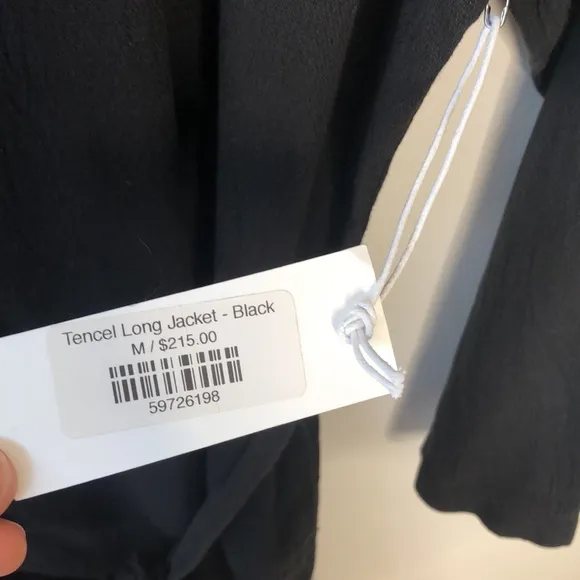 Tencel Long Jacket - Black
M / $215.00
59726198